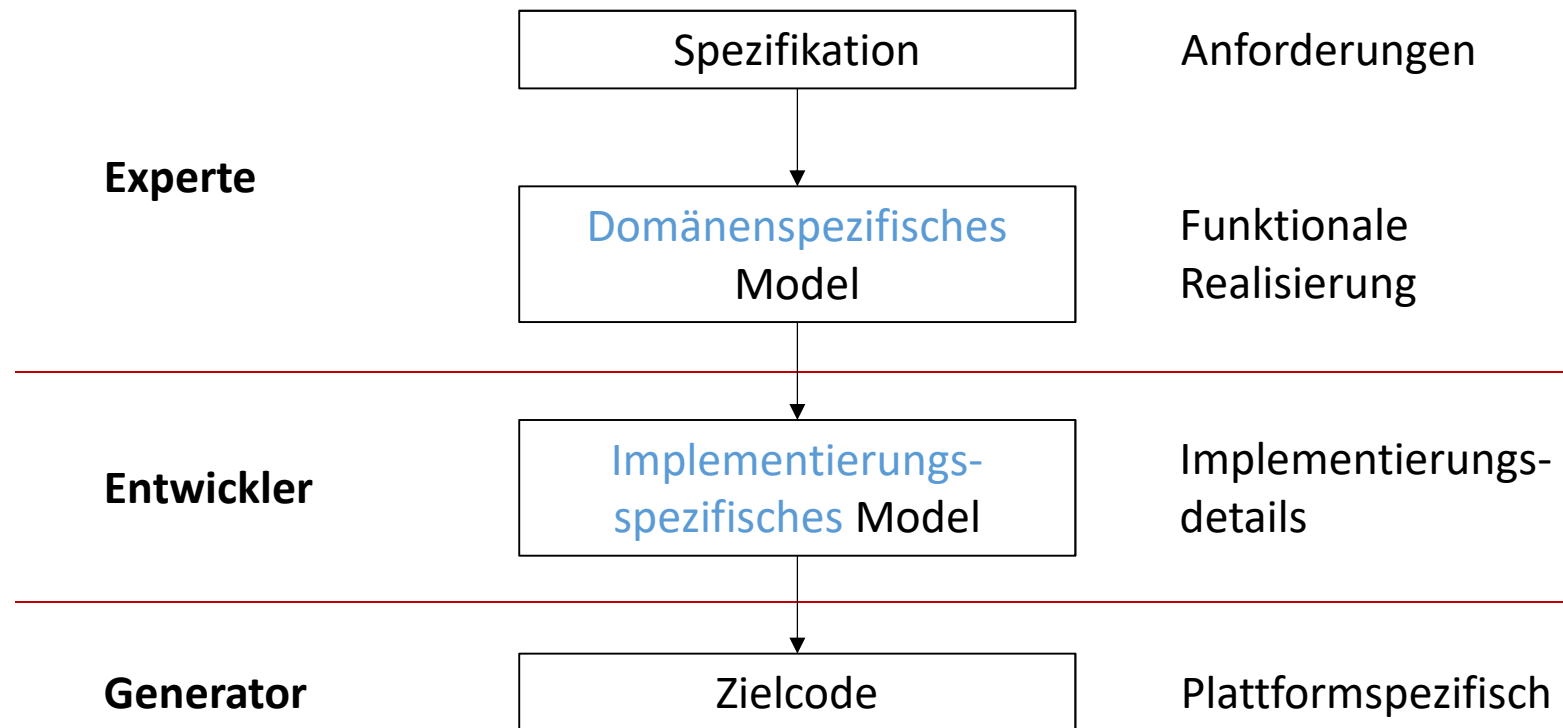 Spezifikation
Anforderungen
Experte
Domänenspezifisches
Model
Funktionale
Realisierung
Entwickler
Implementierungs-
spezifisches Model
Implementierungs-
details
Generator
Zielcode
Plattformspezifisch